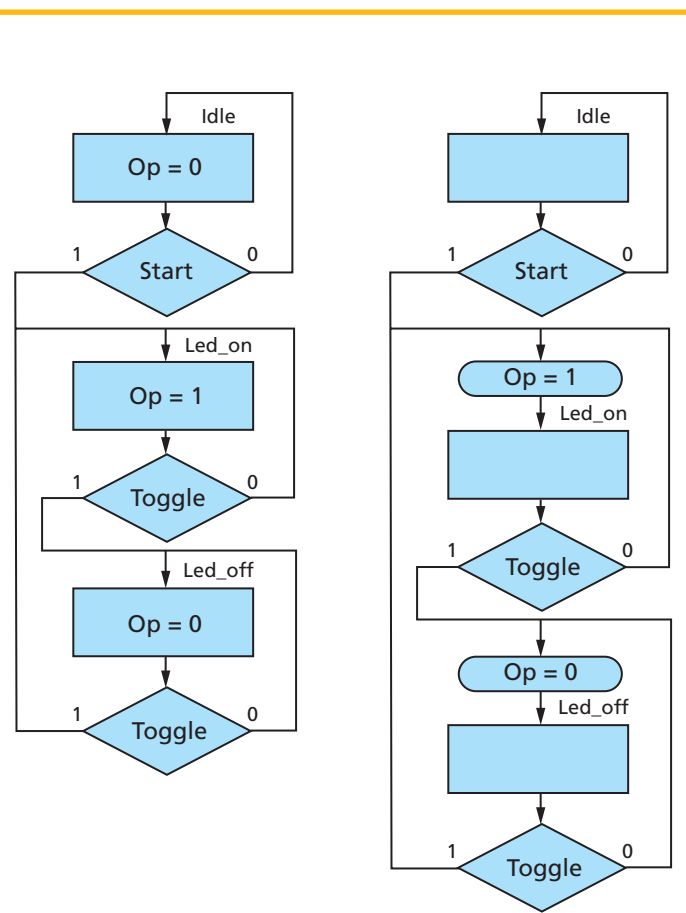 Idle
Op = 0
1
Start
0
Led_on
Op = 1
1
Toggle
0
Led_off
Op = 0
1
Toggle
0
Idle
1
Start
0
Op = 1
Led_on
1
Toggle
0
Op = 0
Led_off
1
Toggle
0